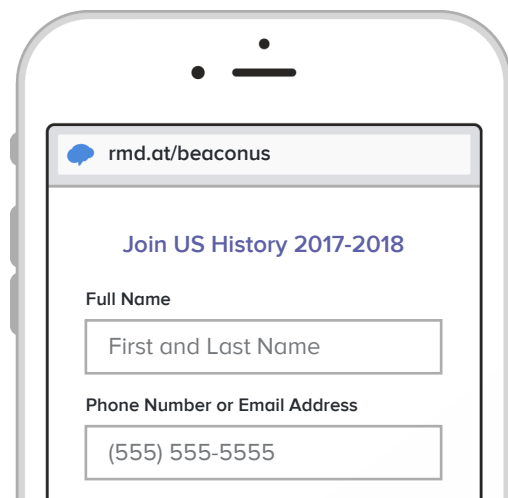 rmd.at/beaconus
Join US History 2017-2018
Full Name
First and Last Name
Phone Number or Email Address
(555) 555-5555